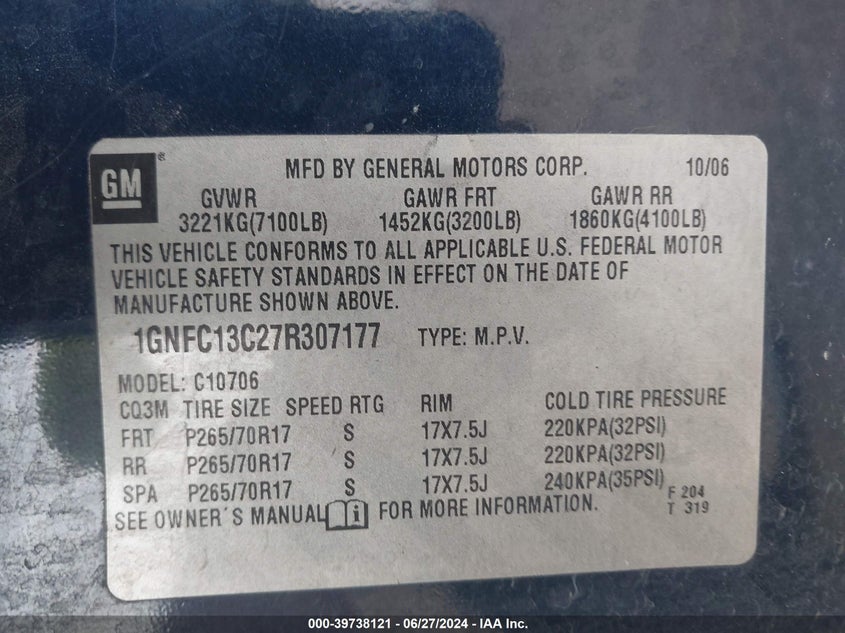 GM®
MFD BY GENERAL MOTORS CORP. 10/06
GVWR GAWR FRT GAWR RR
3221KG(7100LB) 1452KG(3200LB) 1860KG(4100LB)
THIS VEHICLE CONFORMS TO ALL APPLICABLE U.S. FEDERAL MOTOR
VEHICLE SAFETY STANDARDS IN EFFECT ON THE DATE OF
MANUFACTURE SHOWN ABOVE.
1GNFC13C27R307177 TYPE: M.P.V.
MODEL: C10706
CQ3M TIRE SIZE SPEED RTG RIM COLD TIRE PRESSURE
FRT P265/70R17 S 17X7.5J 220KPA(32PSI)
RR P265/70R17 S 17X7.5J 220KPA(32PSI)
SPA P265/70R17 S 17X7.5J 240KPA(35PSI)
F 204
SEE OWNER'S MANUAL i FOR MORE INFORMATION. T 319
000-39738121 - 06/27/2024 - IAA Inc.